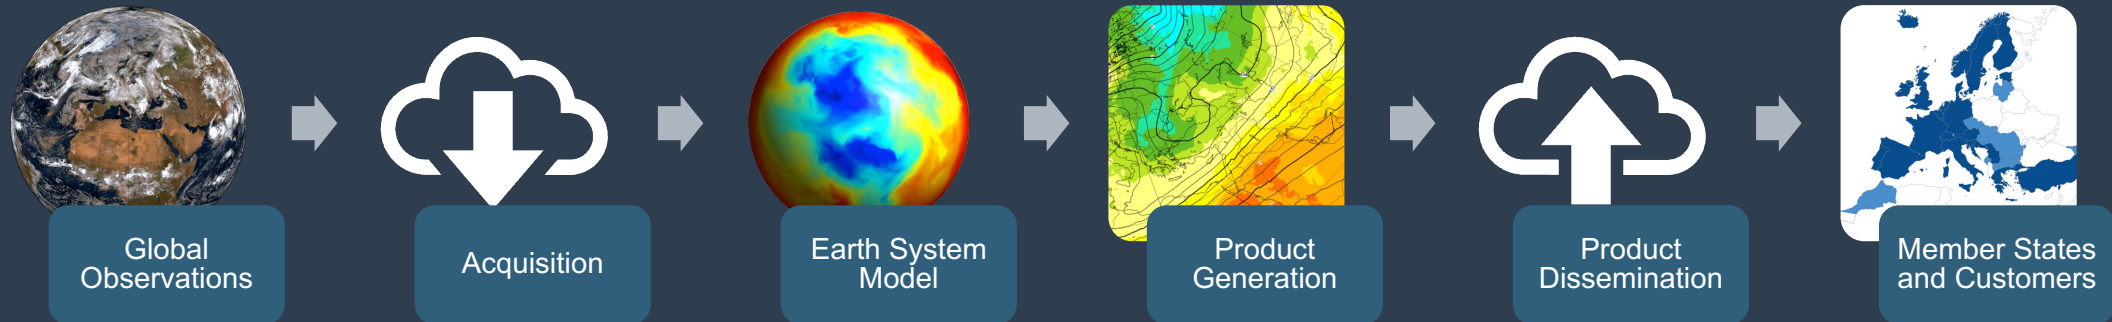 Global
Observations
Acquisition
Earth System
Model
Product
Generation
Product
Dissemination
Member States
and Customers